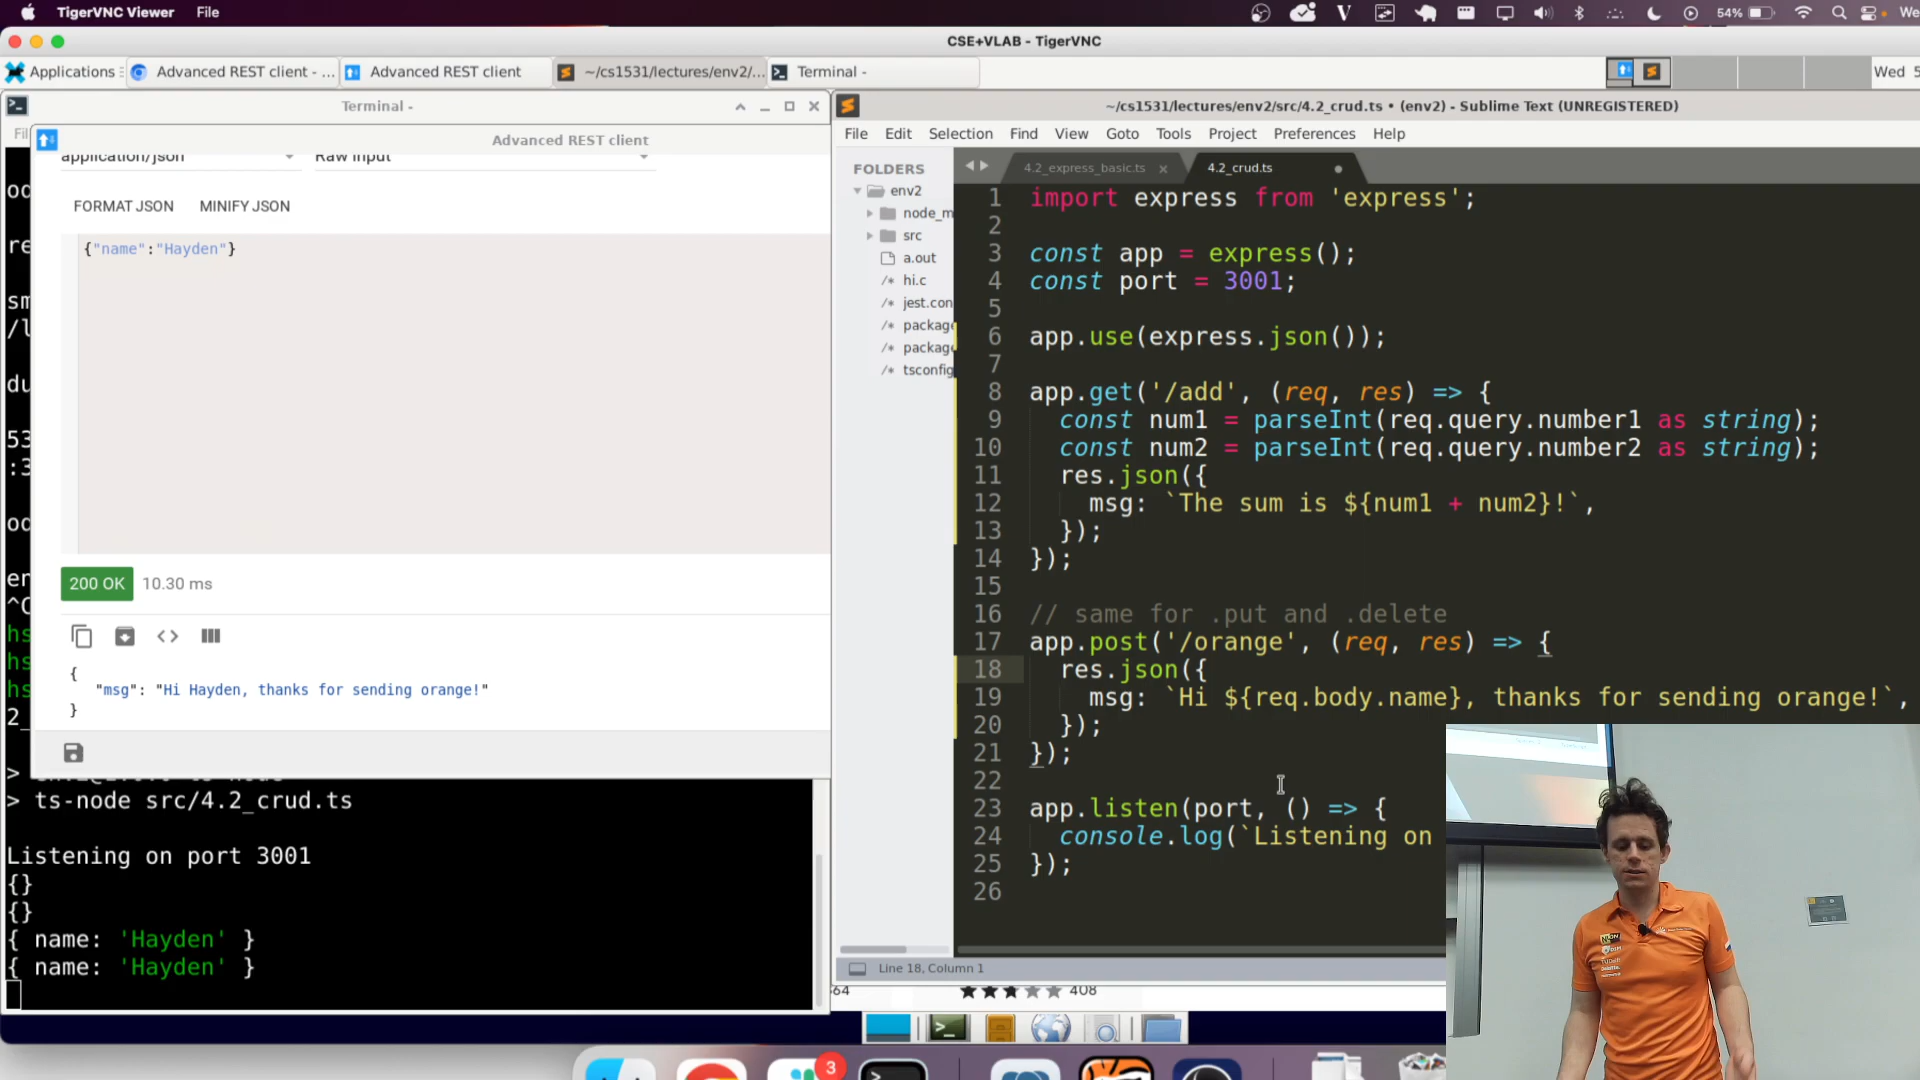 TigerVNC Viewer File
54%
CSE+VLAB - TigerVNC
Applications
Advanced REST client - ...
Advanced REST client
~/cs1531/lectures/env2/...
Terminal -
Wed 5
Terminal -
Advanced REST client
application/json
Raw input
FORMAT JSON
MINIFY JSON
{"name":"Hayden"}
200 OK
10.30 ms
{
"msg": "Hi Hayden, thanks for sending orange!"
}
> ts-node src/4.2_crud.ts
Listening on port 3001
{}
{}
{ name: 'Hayden' }
{ name: 'Hayden' }
~/cs1531/lectures/env2/src/4.2_crud.ts • (env2) - Sublime Text (UNREGISTERED)
File Edit Selection Find View Goto Tools Project Preferences Help
FOLDERS
env2
node_m
src
a.out
hi.c
jest.con
package
package
tsconfig
4.2_express_basic.ts
4.2_crud.ts
1 import express from 'express';
2
3 const app = express();
4 const port = 3001;
5
6 app.use(express.json());
7
8 app.get('/add', (req, res) => {
9 const num1 = parseInt(req.query.number1 as string);
10 const num2 = parseInt(req.query.number2 as string);
11 res.json({
12 msg: `The sum is ${num1 + num2}!`,
13 });
14 });
15
16 // same for .put and .delete
17 app.post('/orange', (req, res) => {
18 res.json({
19 msg: `Hi ${req.body.name}, thanks for sending orange!`,
20 });
21 });
22
23 app.listen(port, () => {
24 console.log(`Listening on
25 });
26
Line 18, Column 1
408
3